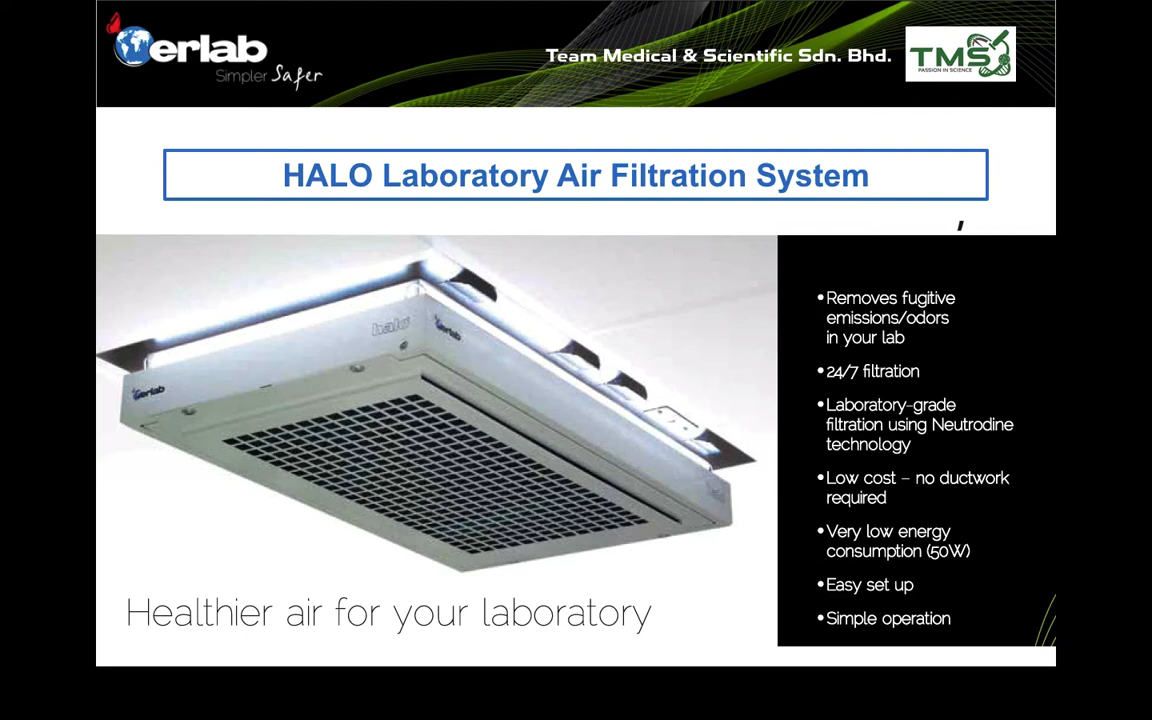 erlab
Simpler Safer
Team Medical & Scientific Sdn. Bhd.
TMS
PASSION IN SCIENCE
HALO Laboratory Air Filtration System
,
halo
erlab
erlab
•Removes fugitive
emissions/odors
in your lab
•24/7 filtration
•Laboratory-grade
filtration using Neutrodine
technology
•Low cost – no ductwork
required
•Very low energy
consumption (50W)
•Easy set up
•Simple operation
Healthier air for your laboratory